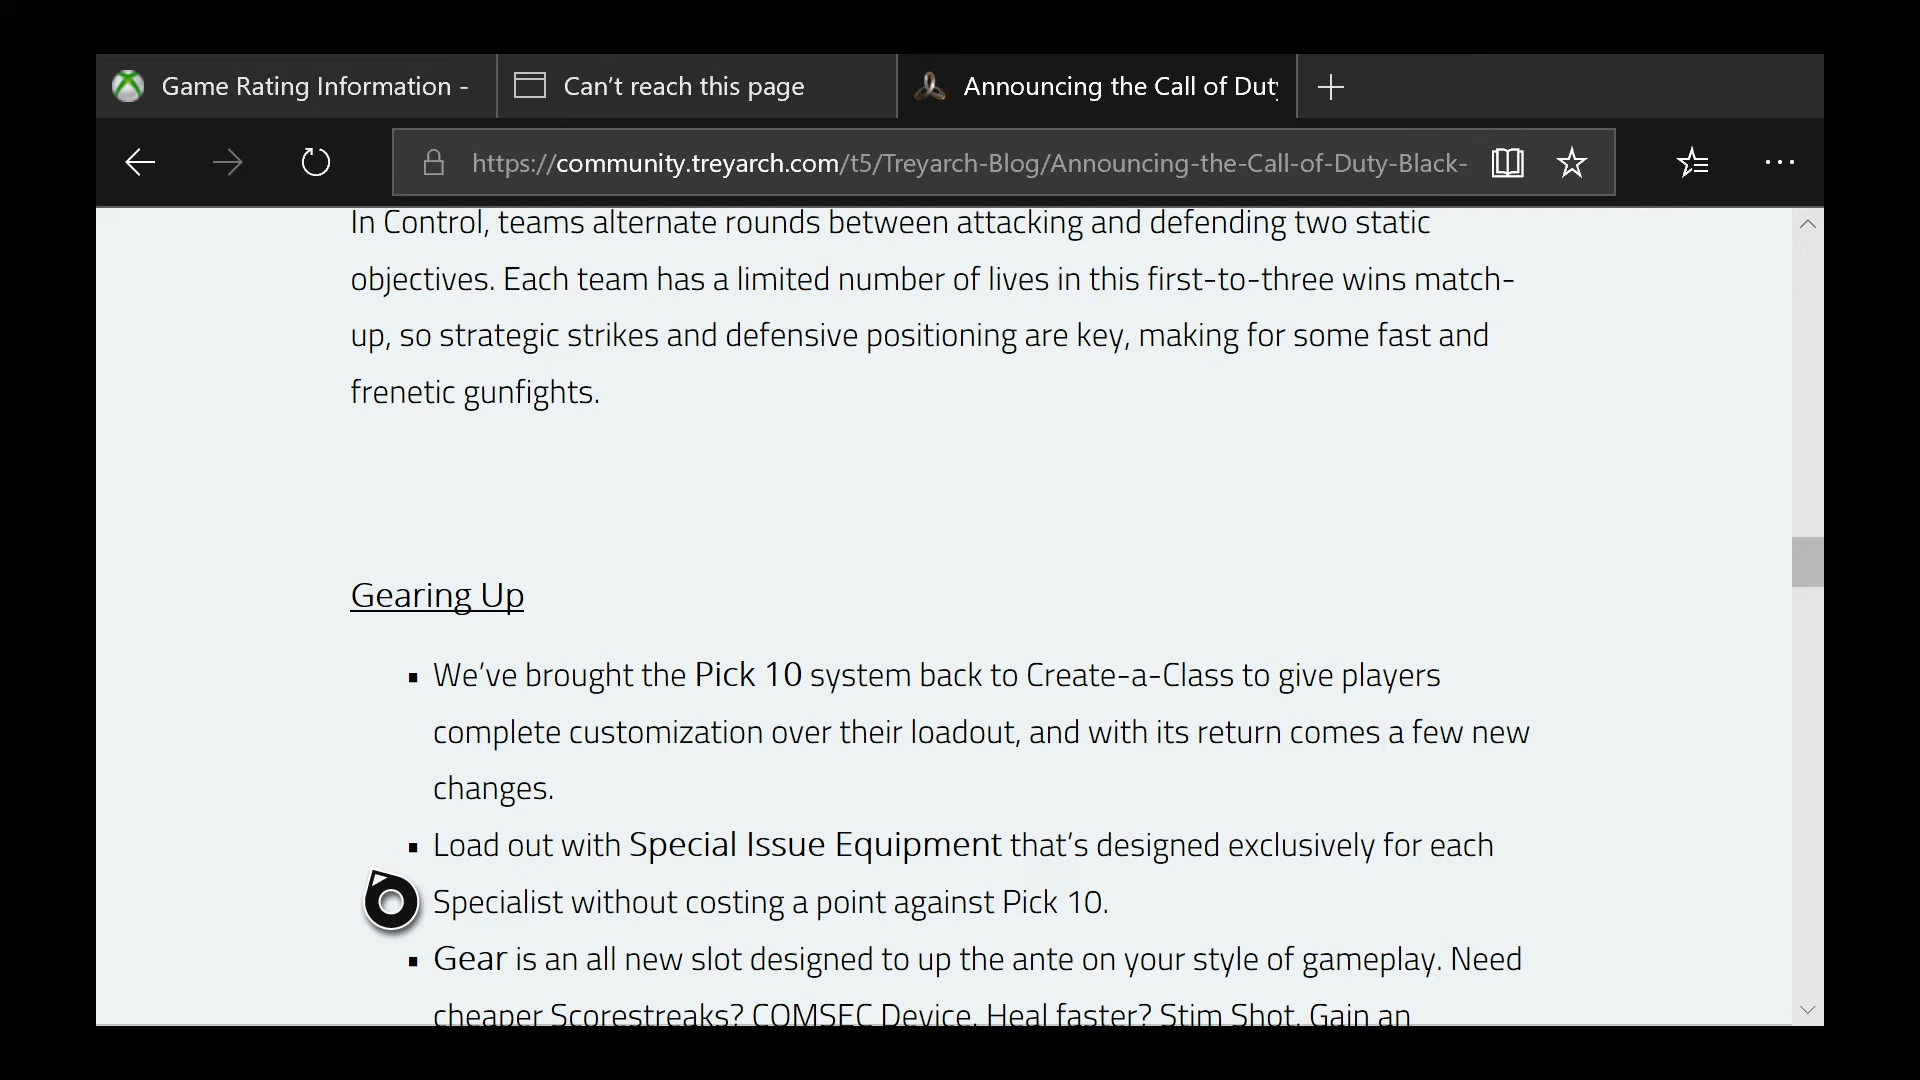 Game Rating Information -
Can’t reach this page
Announcing the Call of Duty
https://community.treyarch.com/t5/Treyarch-Blog/Announcing-the-Call-of-Duty-Black-
In Control, teams alternate rounds between attacking and defending two static
objectives. Each team has a limited number of lives in this first-to-three wins match-
up, so strategic strikes and defensive positioning are key, making for some fast and
frenetic gunfights.
Gearing Up
▪ We’ve brought the Pick 10 system back to Create-a-Class to give players
complete customization over their loadout, and with its return comes a few new
changes.
▪ Load out with Special Issue Equipment that’s designed exclusively for each
Specialist without costing a point against Pick 10.
▪ Gear is an all new slot designed to up the ante on your style of gameplay. Need
cheaper Scorestreaks? COMSEC Device. Heal faster? Stim Shot. Gain an